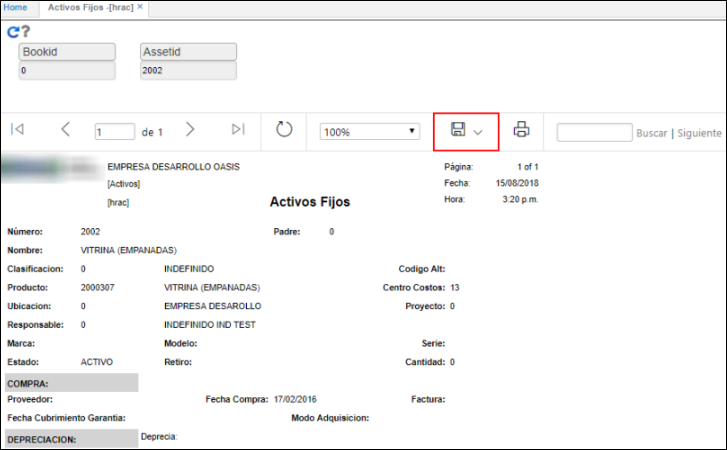 Home Activos Fijos -[hrac] ×
Bookid Assetid
0 2002
1 de 1 100% Buscar | Siguiente
EMPRESA DESARROLLO OASIS Página: 1 of 1
[Activos] Fecha: 15/08/2018
[hrac] Activos Fijos Hora: 3:20 p.m.
Número: 2002 Padre: 0
Nombre: VITRINA (EMPANADAS)
Clasificacion: 0 INDEFINIDO Codigo Alt:
Producto: 2000307 VITRINA (EMPANADAS) Centro Costos: 13
Ubicacion: 0 EMPRESA DESAROLLO Proyecto: 0
Responsable: 0 INDEFINIDO IND TEST
Marca: Modelo: Serie:
Estado: ACTIVO Retiro: Cantidad: 0
COMPRA:
Proveedor: Fecha Compra: 17/02/2016 Factura:
Fecha Cubrimiento Garantia: Modo Adquisicion:
DEPRECIACION: Deprecia: